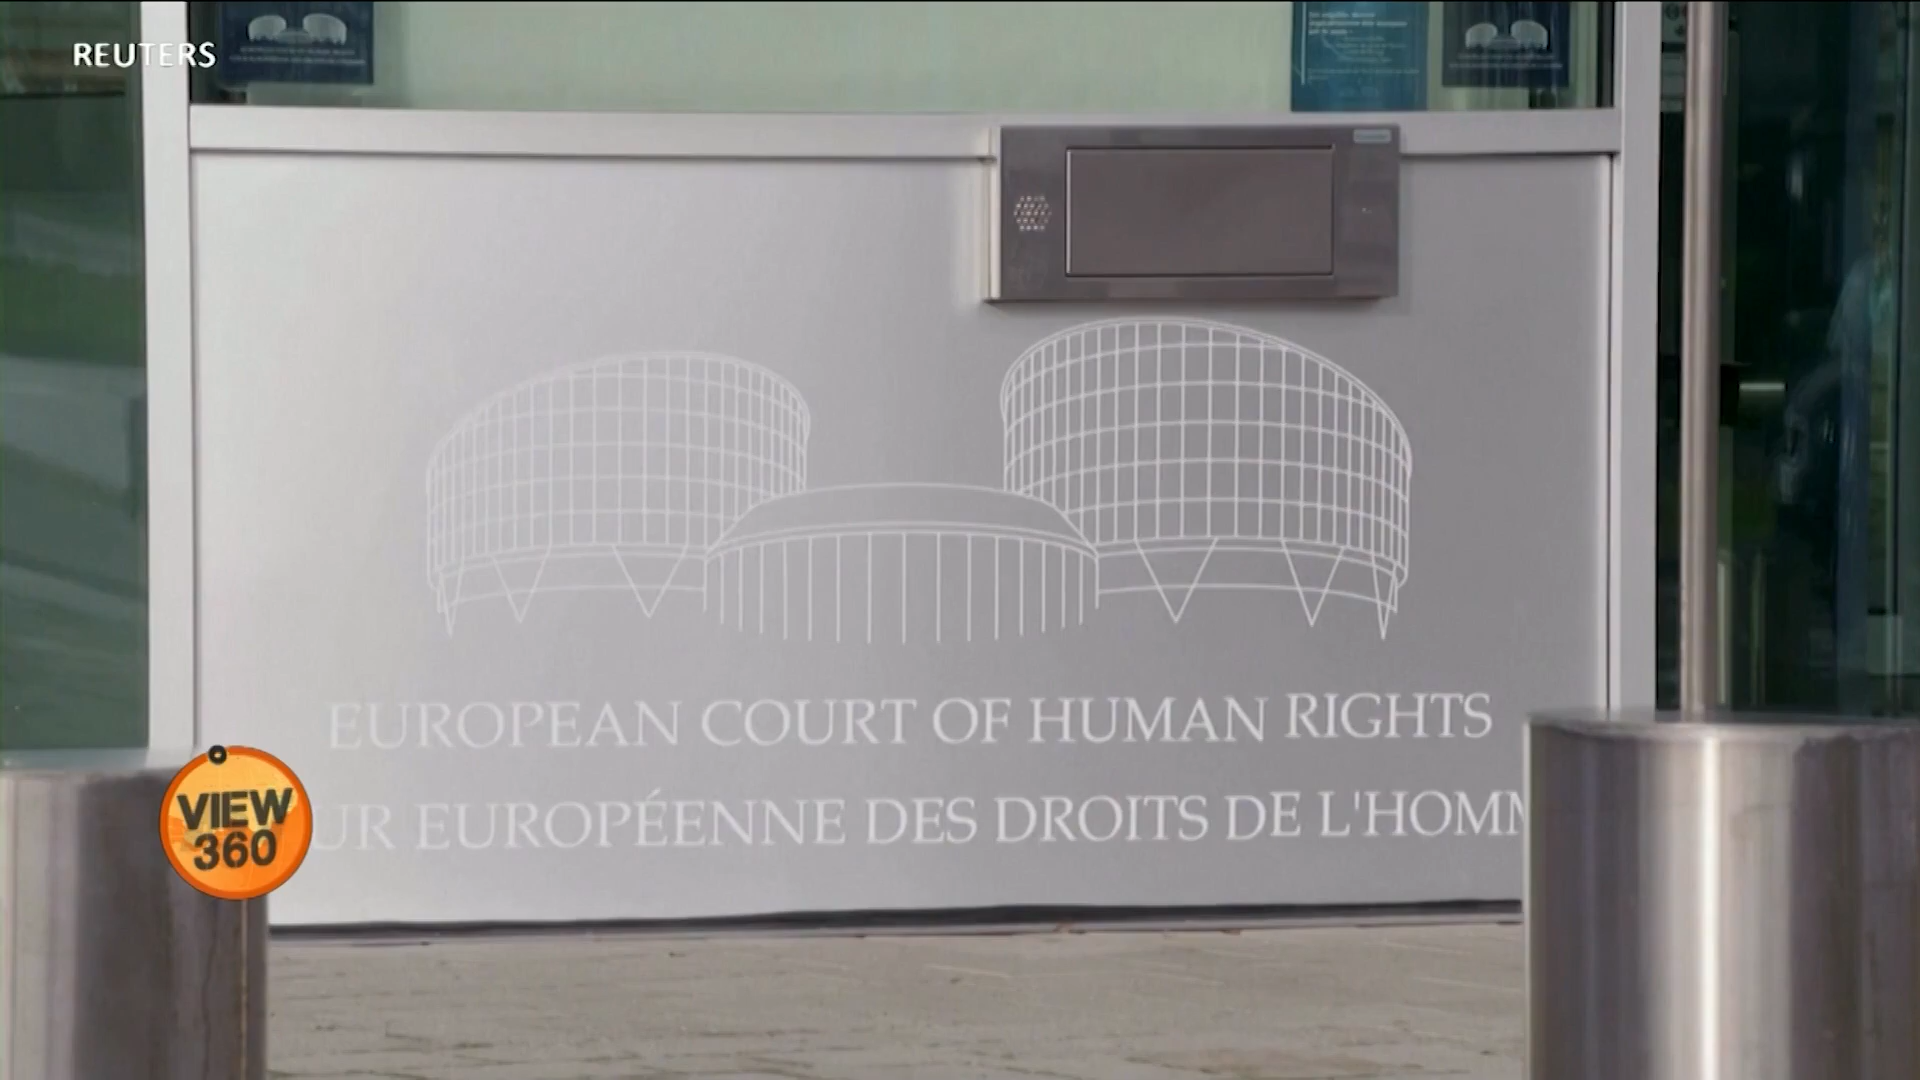 REUTERS
EUROPEAN COURT OF HUMAN RIGHTS
UR EUROPÉENNE DES DROITS DE L'HOMM
VIEW
360